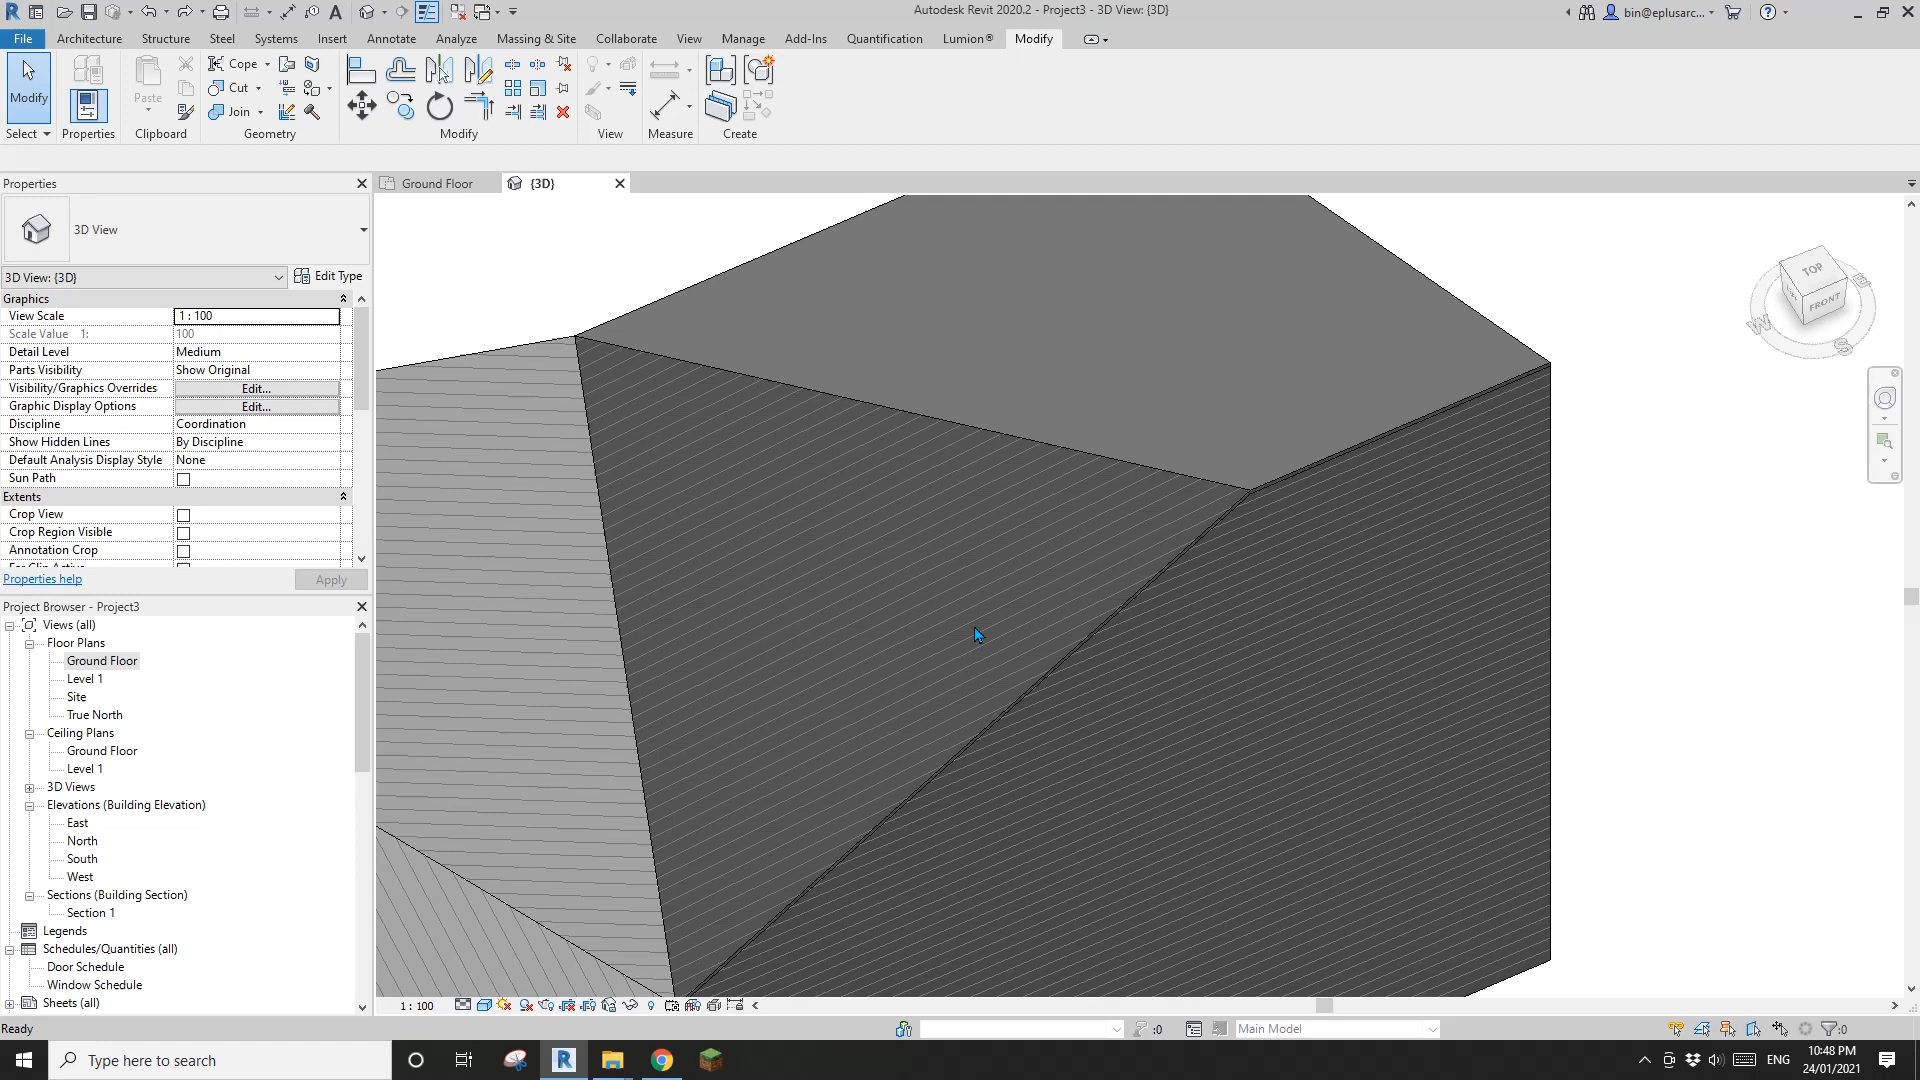 Autodesk Revit 2020.2 - Project3 - 3D View: {3D}
bin@eplusarc...
File Architecture Structure Steel Systems Insert Annotate Analyze Massing & Site Collaborate View Manage Add-Ins Quantification Lumion® Modify
Modify
Paste
Cope
Cut
Join
Select Properties Clipboard Geometry Modify View Measure Create
Properties
Ground Floor
{3D}
3D View
3D View: {3D}
Edit Type
Graphics
View Scale 1 : 100
Scale Value 1: 100
Detail Level Medium
Parts Visibility Show Original
Visibility/Graphics Overrides Edit...
Graphic Display Options Edit...
Discipline Coordination
Show Hidden Lines By Discipline
Default Analysis Display Style None
Sun Path
Extents
Crop View
Crop Region Visible
Annotation Crop
Properties help
Apply
TOP
FRONT
W
S
E
Project Browser - Project3
Views (all)
Floor Plans
Ground Floor
Level 1
Site
True North
Ceiling Plans
Ground Floor
Level 1
3D Views
Elevations (Building Elevation)
East
North
South
West
Sections (Building Section)
Section 1
Legends
Schedules/Quantities (all)
Door Schedule
Window Schedule
Sheets (all)
1 : 100
Ready
:0
Main Model
:0
Type here to search
ENG
10:48 PM
24/01/2021